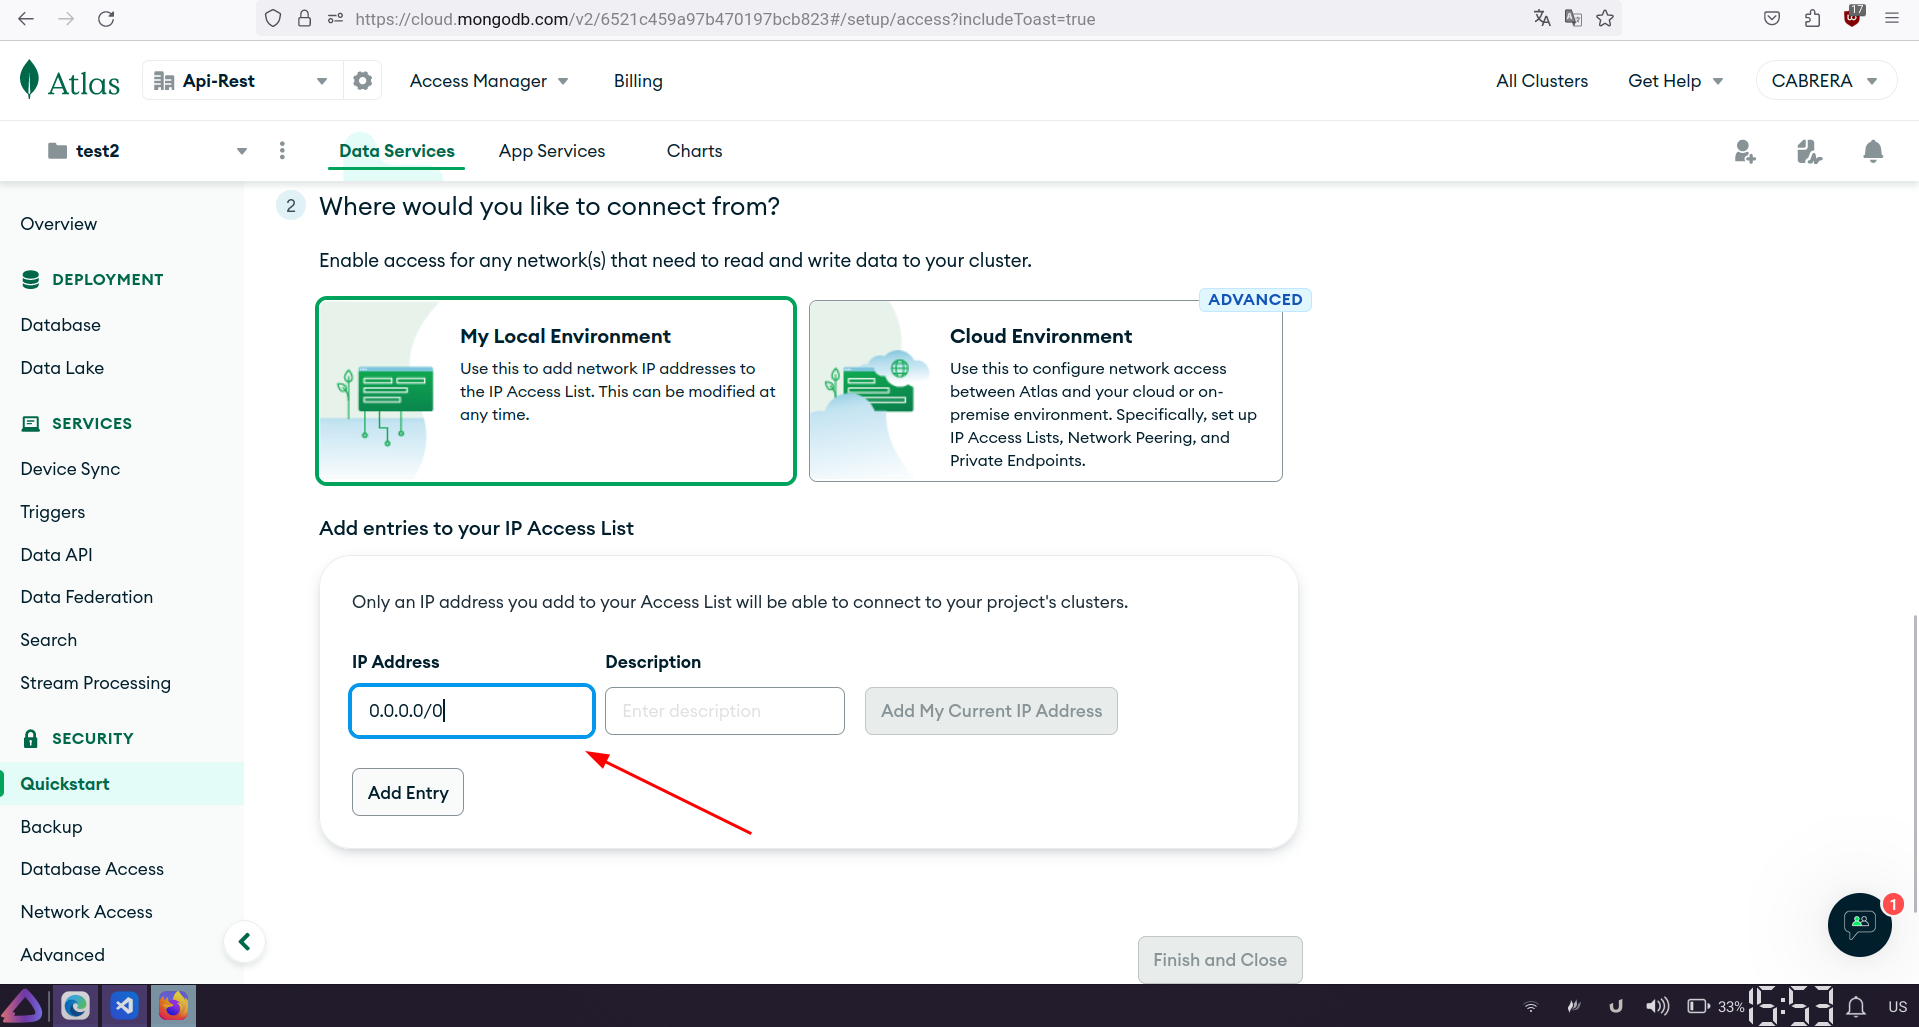 https://cloud.mongodb.com/v2/6521c459a97b470197bcb823#/setup/access?includeToast=true
17
Atlas
Api-Rest
Access Manager
Billing
All Clusters
Get Help
CABRERA
test2
Data Services
App Services
Charts
Overview
DEPLOYMENT
Database
Data Lake
SERVICES
Device Sync
Triggers
Data API
Data Federation
Search
Stream Processing
SECURITY
Quickstart
Backup
Database Access
Network Access
Advanced
2
Where would you like to connect from?
Enable access for any network(s) that need to read and write data to your cluster.
My Local Environment
Use this to add network IP addresses to
the IP Access List. This can be modified at
any time.
ADVANCED
Cloud Environment
Use this to configure network access
between Atlas and your cloud or on-
premise environment. Specifically, set up
IP Access Lists, Network Peering, and
Private Endpoints.
Add entries to your IP Access List
Only an IP address you add to your Access List will be able to connect to your project's clusters.
IP Address
Description
0.0.0.0/0
Enter description
Add My Current IP Address
Add Entry
Finish and Close
1
33%
15:53
US